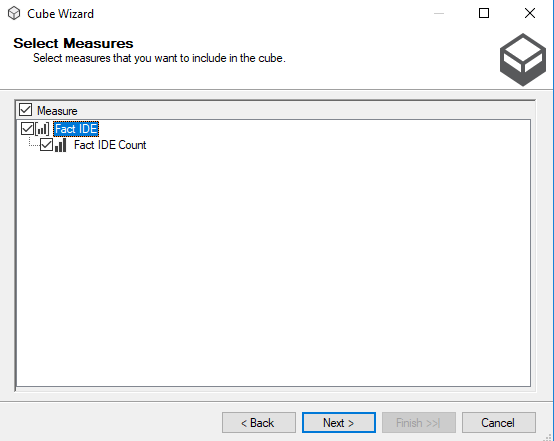 Cube Wizard
Select Measures
Select measures that you want to include in the cube.
Measure
Fact IDE
Fact IDE Count
< Back
Next >
Finish >>|
Cancel